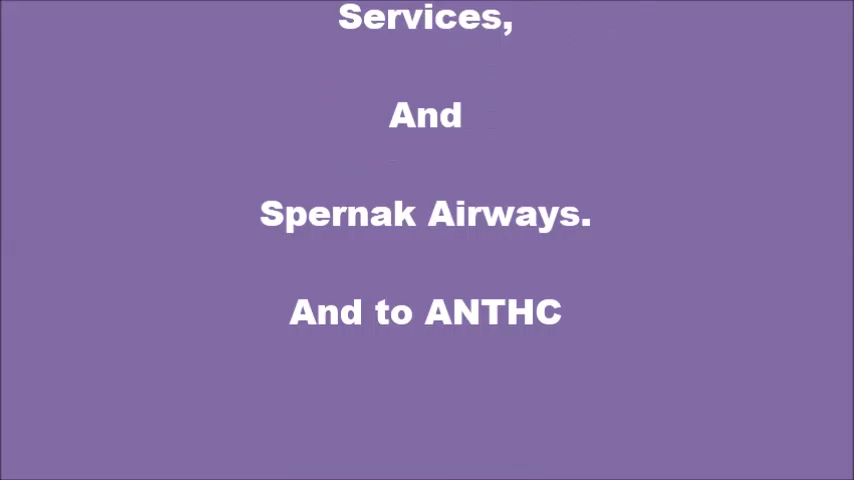 Services,
And
Spernak Airways.
And to ANTHC